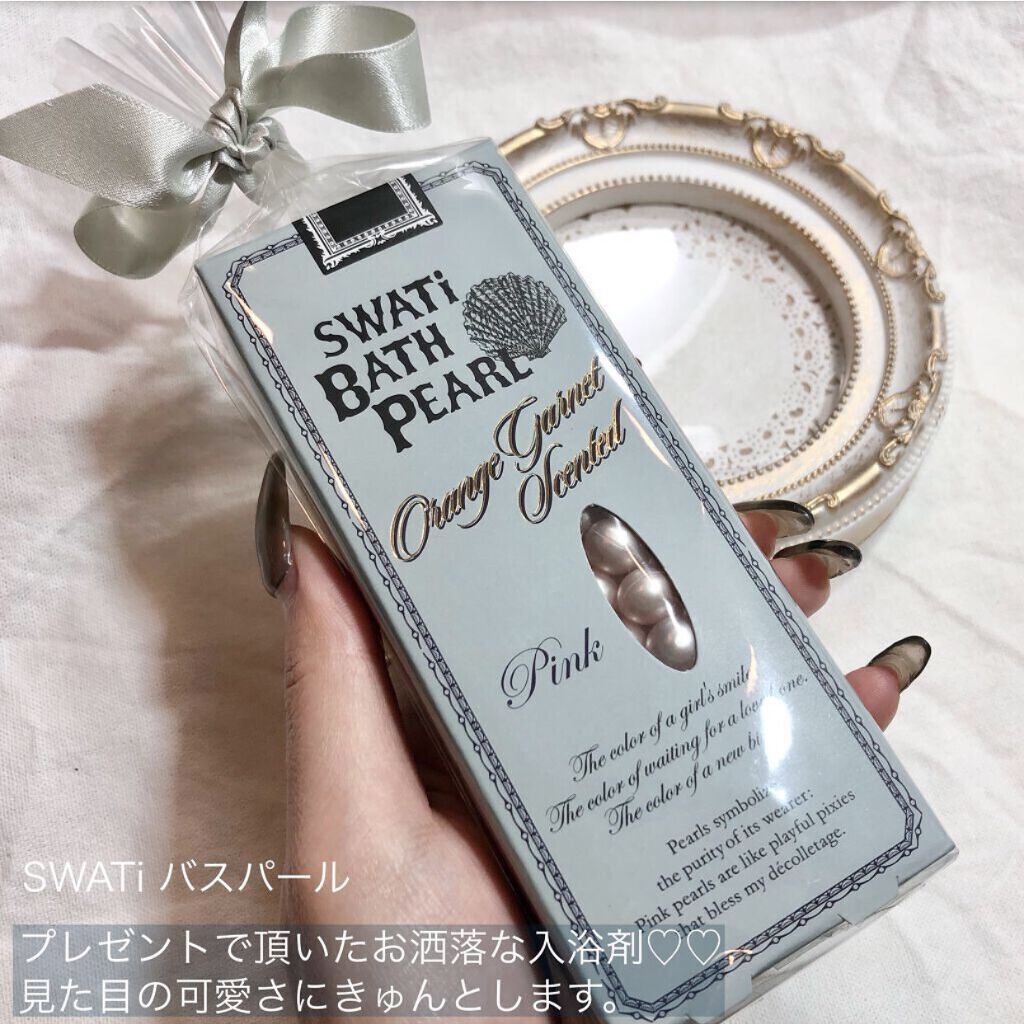 SWATi
BATH
PEARL
Orange Garnet
Scented
Pink
The color of a girl's smile
The color of waiting for a loved one.
The color of a new
Pearls symbolize
the purity of its wearer:
Pink pearls are like playful pixies
that bless my décolletage.
SWATi バスパール
プレゼントで頂いたお洒落な入浴剤♡♡
見た目の可愛さにきゅんとします。